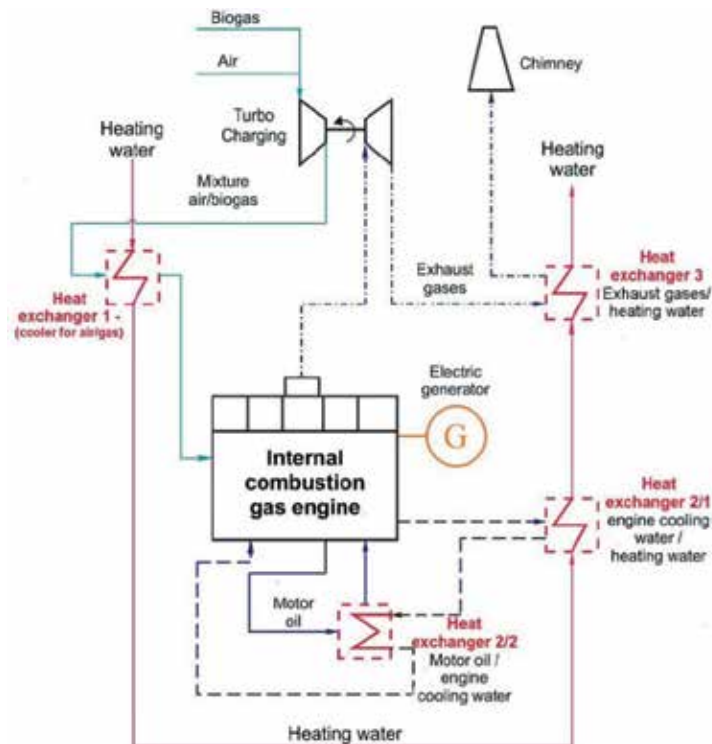 Biogas
Air
Turbo
Charging
Chimney
Heating
water
Heating
water
Mixture
air/biogas
Exhaust
gases
Heat
exchanger 3
Exhaust gases/
heating water
Heat
exchanger 1 -
(cooler for air/gas)
Electric
generator
G
Internal
combustion
gas engine
Heat
exchanger 2/1
engine cooling
water /
heating water
Motor
oil
Heat
exchanger 2/2
Motor oil /
engine
cooling water
Heating water